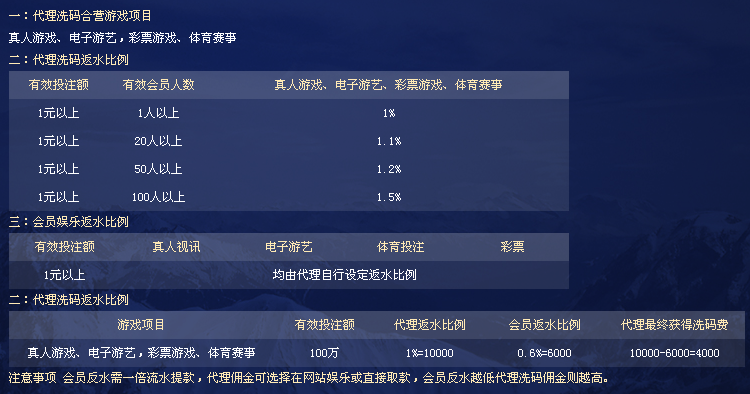 一：代理洗码合营游戏项目
真人游戏、电子游艺，彩票游戏、体育赛事
二：代理洗码返水比例
有效投注额 有效会员人数 真人游戏、电子游艺、彩票游戏、体育赛事
1元以上 1人以上 1%
1元以上 20人以上 1.1%
1元以上 50人以上 1.2%
1元以上 100人以上 1.5%
三：会员娱乐返水比例
有效投注额 真人视讯 电子游艺 体育投注 彩票
1元以上 均由代理自行设定返水比例
二：代理洗码返水比例
游戏项目 有效投注额 代理返水比例 会员返水比例 代理最终获得洗码费
真人游戏、电子游艺，彩票游戏、体育赛事 100万 1%=10000 0.6%=6000 10000-6000=4000
注意事项 会员反水需一倍流水提款，代理佣金可选择在网站娱乐或直接取款，会员反水越低代理洗码佣金则越高。